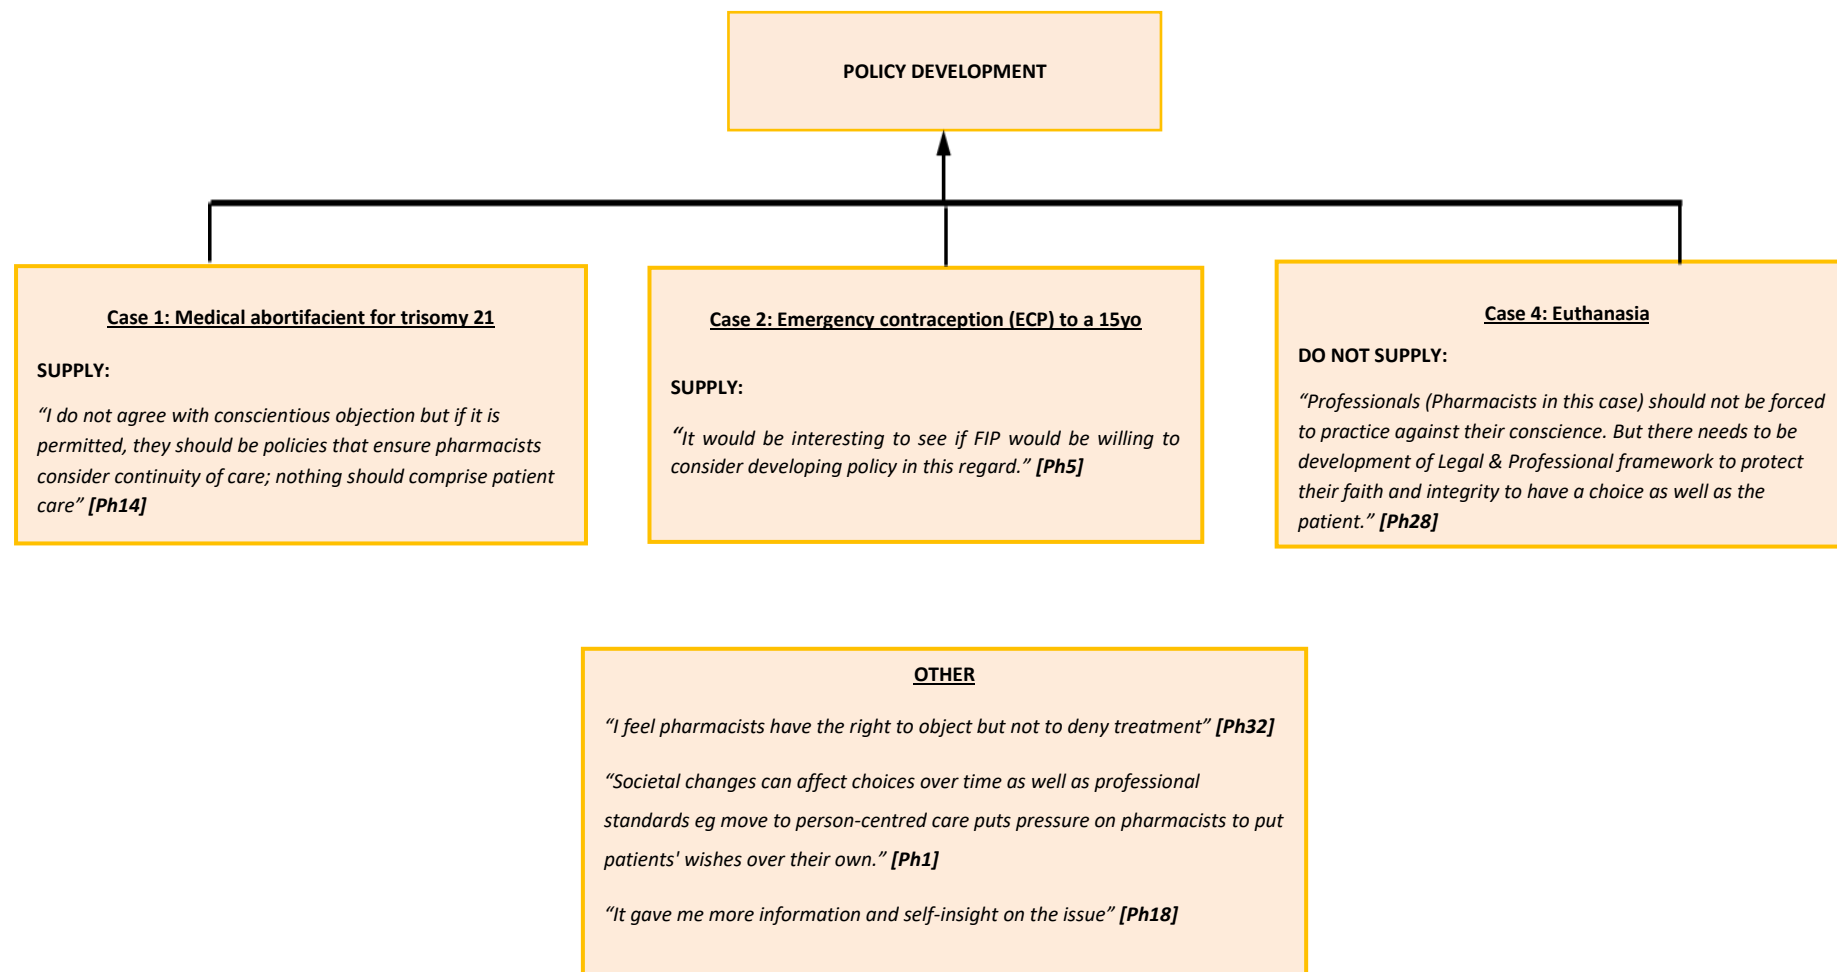 POLICY DEVELOPMENT
Case 1: Medical abortifacient for trisomy 21
SUPPLY:
“I do not agree with conscientious objection but if it is
permitted, they should be policies that ensure pharmacists
consider continuity of care; nothing should comprise patient
care” [Ph14]
Case 2: Emergency contraception (ECP) to a 15yo
SUPPLY:
“It would be interesting to see if FIP would be willing to
consider developing policy in this regard.” [Ph5]
Case 4: Euthanasia
DO NOT SUPPLY:
“Professionals (Pharmacists in this case) should not be forced
to practice against their conscience. But there needs to be
development of Legal & Professional framework to protect
their faith and integrity to have a choice as well as the
patient.” [Ph28]
OTHER
“I feel pharmacists have the right to object but not to deny treatment” [Ph32]
“Societal changes can affect choices over time as well as professional
standards eg move to person-centred care puts pressure on pharmacists to put
patients' wishes over their own.” [Ph1]
“It gave me more information and self-insight on the issue” [Ph18]